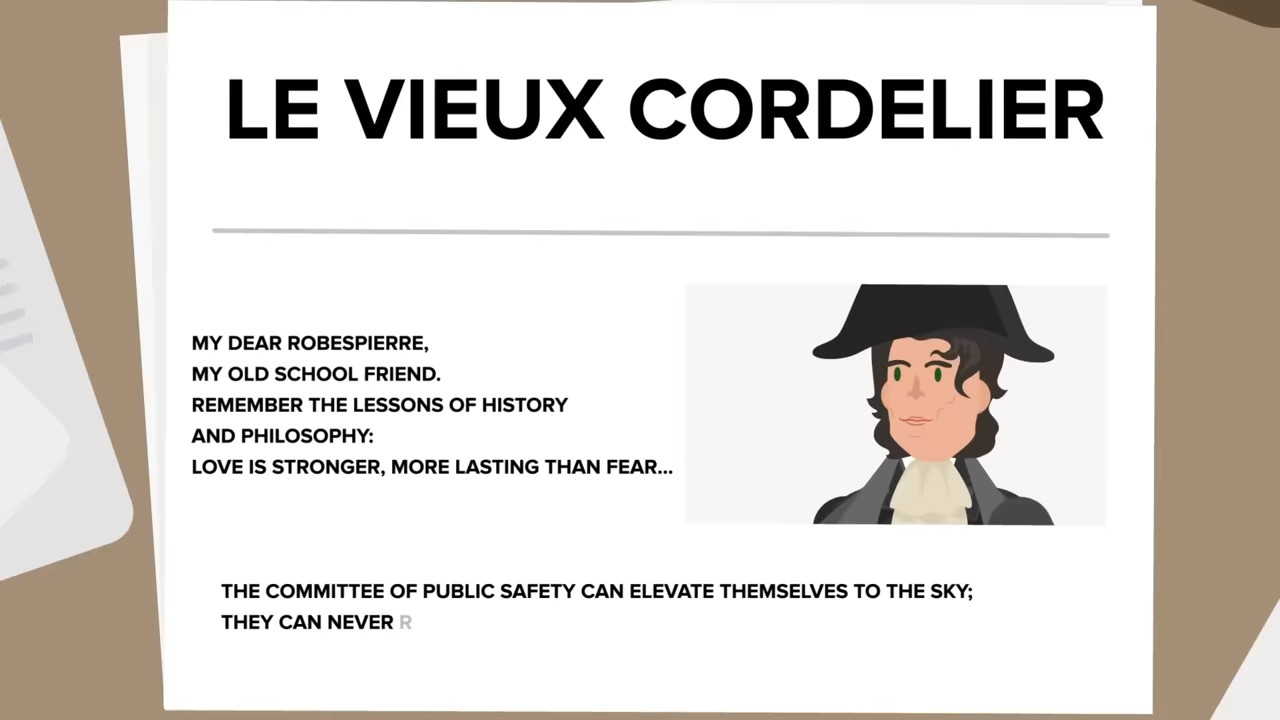 LE VIEUX CORDELIER
MY DEAR ROBESPIERRE,
MY OLD SCHOOL FRIEND.
REMEMBER THE LESSONS OF HISTORY
AND PHILOSOPHY:
LOVE IS STRONGER, MORE LASTING THAN FEAR...
THE COMMITTEE OF PUBLIC SAFETY CAN ELEVATE THEMSELVES TO THE SKY;
THEY CAN NEVER R